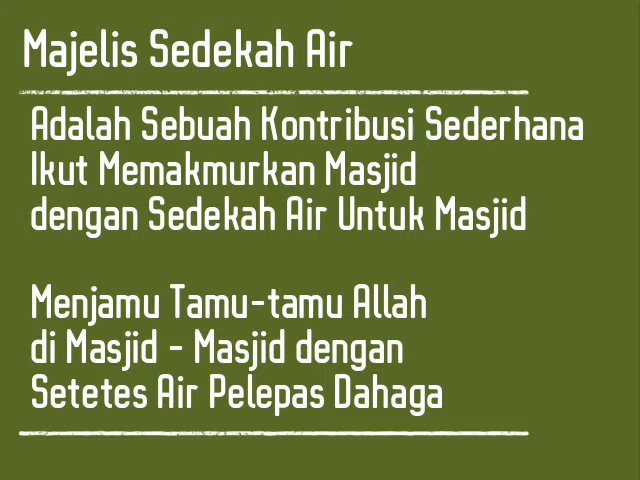 Majelis Sedekah Air
Adalah Sebuah Kontribusi Sederhana
Ikut Memakmurkan Masjid
dengan Sedekah Air Untuk Masjid
Menjamu Tamu-tamu Allah
di Masjid - Masjid dengan
Setetes Air Pelepas Dahaga